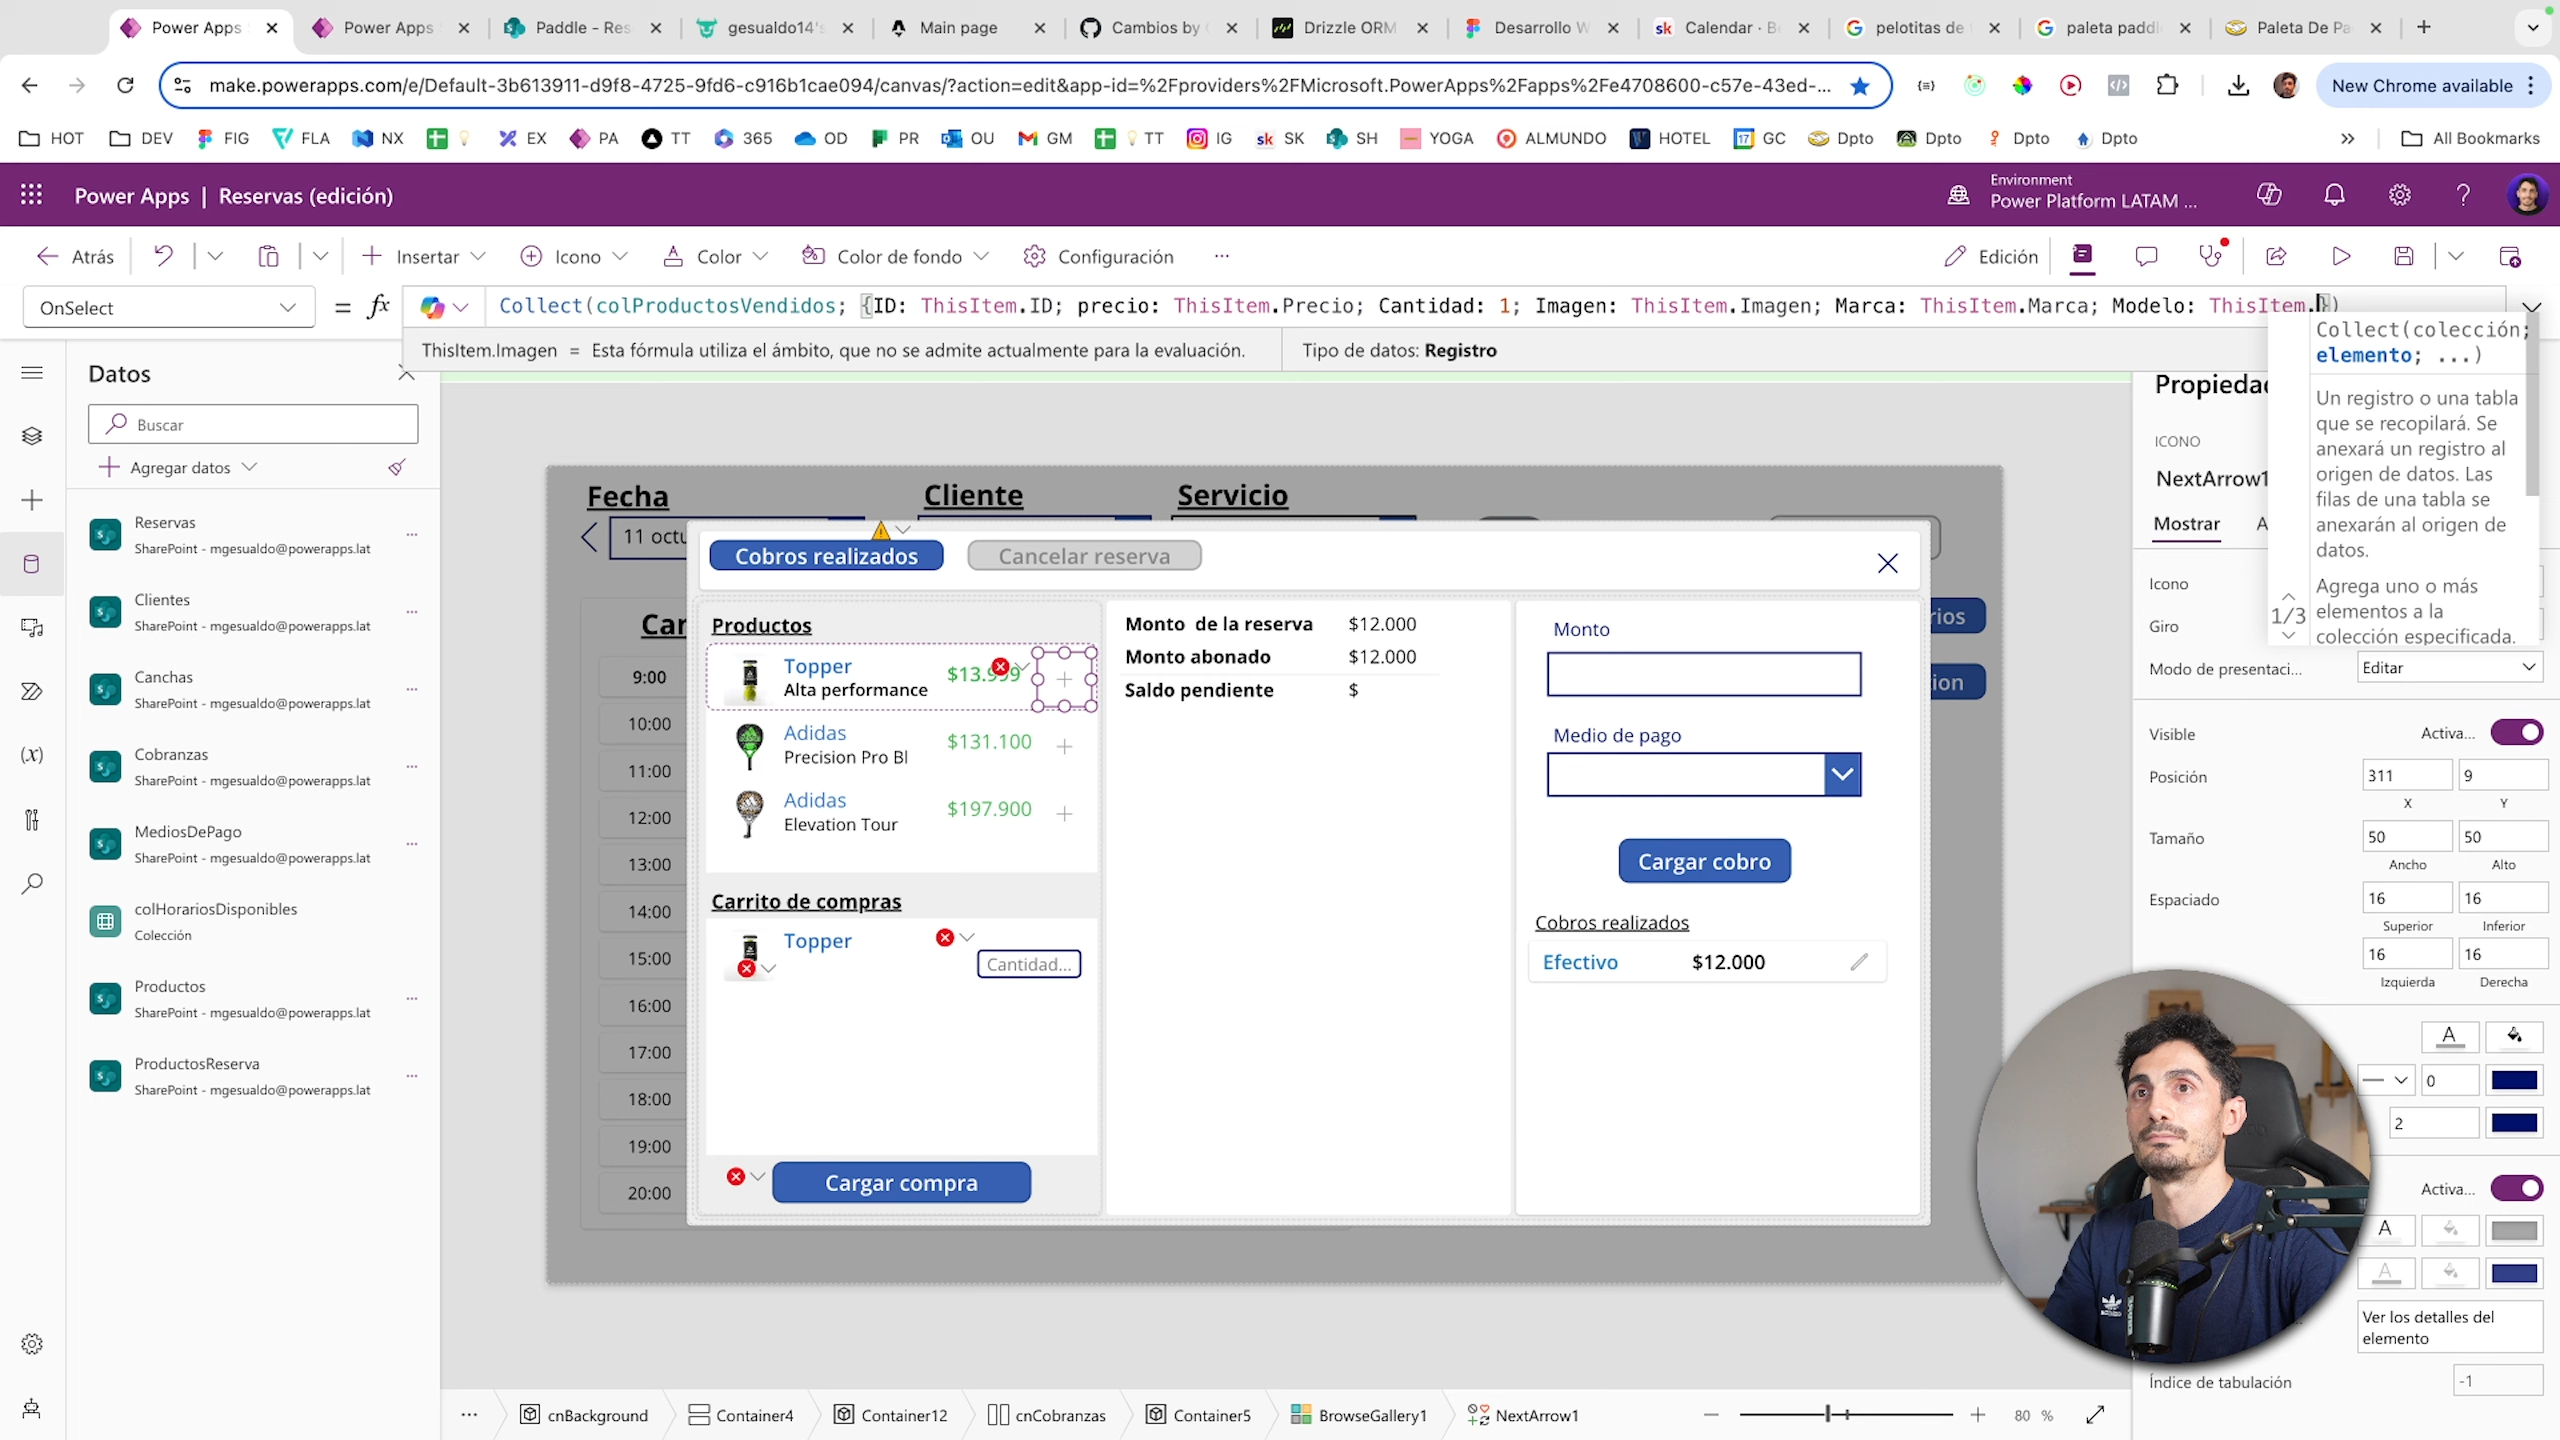 Power Apps
Power Apps
Paddle - Res
gesualdo14's
Main page
Cambios by
Drizzle ORM
Desarrollo W
Calendar · B
pelotitas de
paleta paddl
Paleta De Pa
make.powerapps.com/e/Default-3b613911-d9f8-4725-9fd6-c916b1cae094/canvas/?action=edit&app-id=%2Fproviders%2FMicrosoft.PowerApps%2Fapps%2Fe4708600-c57e-43ed-...
New Chrome available
HOT DEV FIG FLA NX EX PA TT 365 OD PR OU GM TT IG SK SH YOGA ALMUNDO HOTEL GC Dpto Dpto Dpto Dpto » All Bookmarks
Power Apps | Reservas (edición)
Environment
Power Platform LATAM ...
Atrás Insertar Icono Color Color de fondo Configuración ... Edición
OnSelect = fx Collect(colProductosVendidos; {ID: ThisItem.ID; precio: ThisItem.Precio; Cantidad: 1; Imagen: ThisItem.Imagen; Marca: ThisItem.Marca; Modelo: ThisItem.})
ThisItem.Imagen = Esta fórmula utiliza el ámbito, que no se admite actualmente para la evaluación. Tipo de datos: Registro
Collect(colección;
elemento; ...)
Un registro o una tabla
que se recopilará. Se
anexará un registro al
origen de datos. Las
filas de una tabla se
anexarán al origen de
datos.
Agrega uno o más
elementos a la
colección especificada.
1/3
Datos
Buscar
Agregar datos
Reservas
SharePoint - mgesualdo@powerapps.lat
Clientes
SharePoint - mgesualdo@powerapps.lat
Canchas
SharePoint - mgesualdo@powerapps.lat
Cobranzas
SharePoint - mgesualdo@powerapps.lat
MediosDePago
SharePoint - mgesualdo@powerapps.lat
colHorariosDisponibles
Colección
Productos
SharePoint - mgesualdo@powerapps.lat
ProductosReserva
SharePoint - mgesualdo@powerapps.lat
Fecha Cliente Servicio
11 octu
Car
9:00
10:00
11:00
12:00
13:00
14:00
15:00
16:00
17:00
18:00
19:00
20:00
rios
ion
Cobros realizados Cancelar reserva
Productos
Topper $13.999
Alta performance
Adidas $131.100
Precision Pro Bl
Adidas $197.900
Elevation Tour
Carrito de compras
Topper
Cantidad...
Cargar compra
Monto de la reserva $12.000
Monto abonado $12.000
Saldo pendiente $
Monto
Medio de pago
Cargar cobro
Cobros realizados
Efectivo $12.000
Propiedad
ICONO
NextArrow1
Mostrar A
Icono
Giro
Modo de presentaci... Editar
Visible Activa...
Posición 311 9
X Y
Tamaño 50 50
Ancho Alto
Espaciado 16 16
Superior Inferior
16 16
Izquierda Derecha
A
0
2
Activa...
A
A
Ver los detalles del
elemento
Índice de tabulación -1
... cnBackground Container4 Container12 cnCobranzas Container5 BrowseGallery1 NextArrow1 80 %